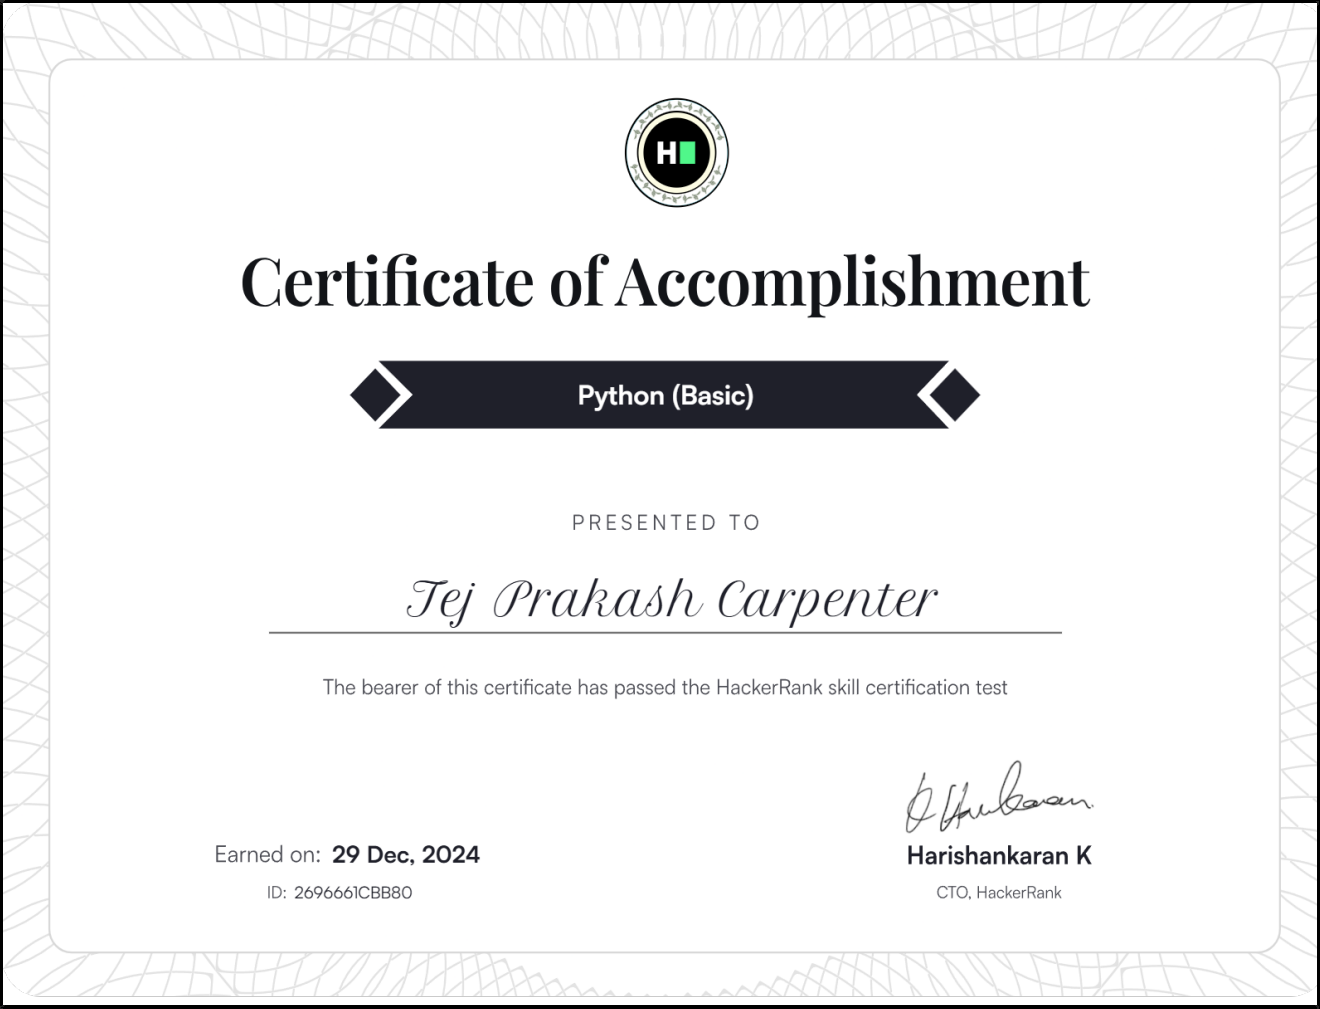 H
Certificate of Accomplishment
Python (Basic)
PRESENTED TO
Tej Prakash Carpenter
The bearer of this certificate has passed the HackerRank skill certification test
Earned on: 29 Dec, 2024
ID: 2696661CBB80
Harishankaran K
CTO, HackerRank